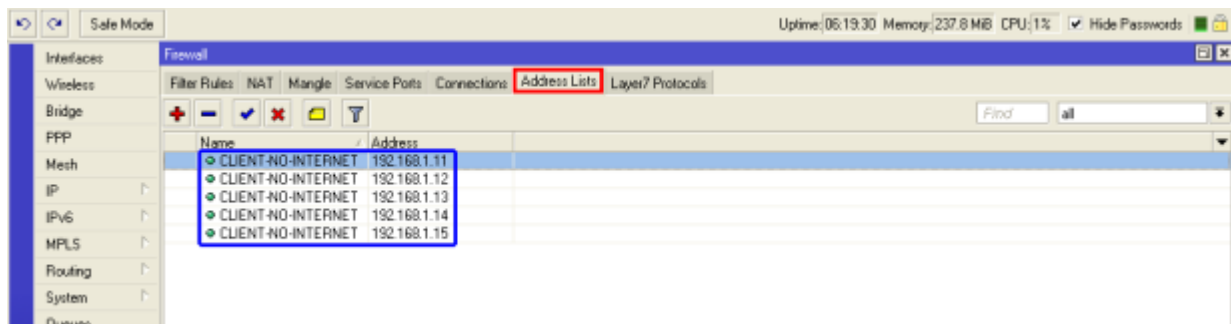 Safe Mode Uptime: 06:19:30 Memory: 237.8 MiB CPU: 1% Hide Passwords
Interfaces
Wireless
Bridge
PPP
Mesh
IP
IPv6
MPLS
Routing
System
Queues
Firewall
Filter Rules NAT Mangle Service Ports Connections Address Lists Layer7 Protocols
Find all
Name Address
CLIENT-NO-INTERNET 192.168.1.11
CLIENT-NO-INTERNET 192.168.1.12
CLIENT-NO-INTERNET 192.168.1.13
CLIENT-NO-INTERNET 192.168.1.14
CLIENT-NO-INTERNET 192.168.1.15